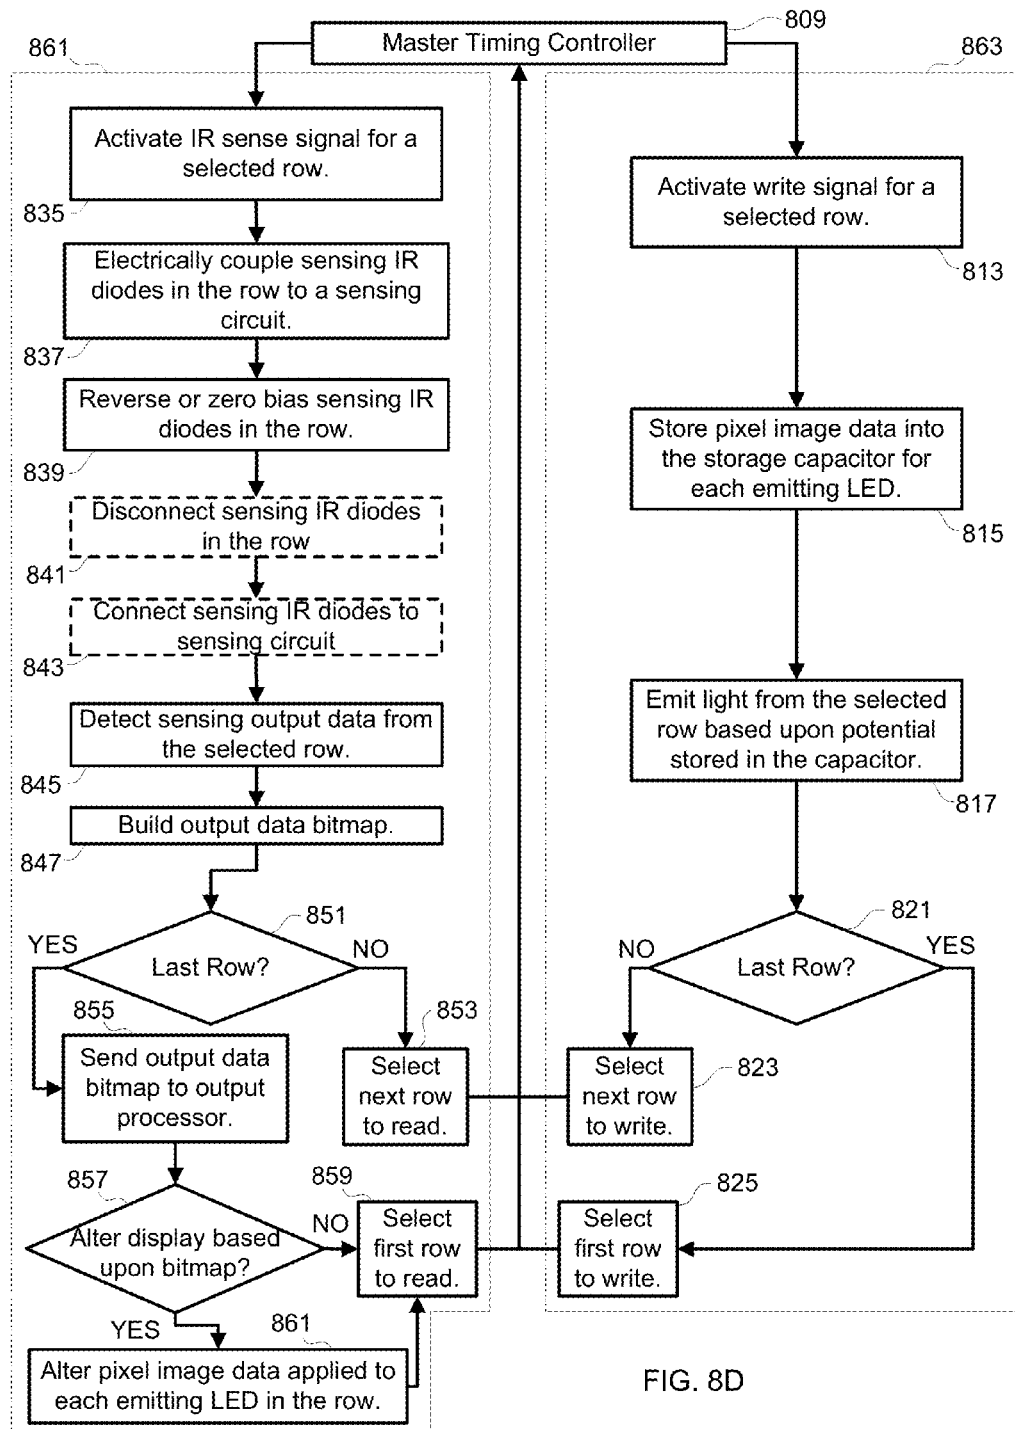 809
Master Timing Controller
861
863
Activate IR sense signal for a
selected row.
835
Electrically couple sensing IR
diodes in the row to a sensing
circuit.
837
Reverse or zero bias sensing IR
diodes in the row.
839
Disconnect sensing IR diodes
in the row
841
Connect sensing IR diodes to
sensing circuit
843
Detect sensing output data from
the selected row.
845
Build output data bitmap.
847
851
YES
Last Row?
NO
855
Send output data
bitmap to output
processor.
853
Select
next row
to read.
857
Alter display based
upon bitmap?
NO
859
Select
first row
to read.
YES
861
Alter pixel image data applied to
each emitting LED in the row.
Activate write signal for a
selected row.
813
Store pixel image data into
the storage capacitor for
each emitting LED.
815
Emit light from the selected
row based upon potential
stored in the capacitor.
817
821
NO
Last Row?
YES
Select
next row
to write.
823
825
Select
first row
to write.
FIG. 8D